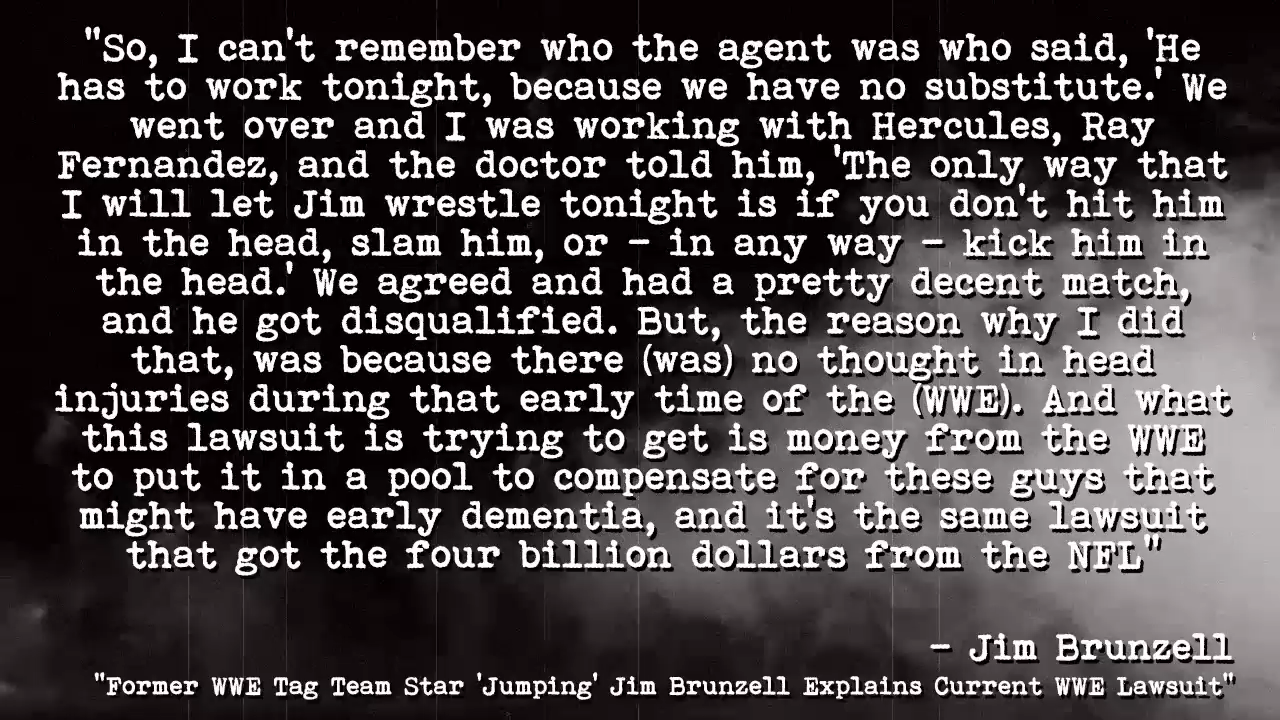 "So, I can't remember who the agent was who said, 'He
has to work tonight, because we have no substitute.' We
went over and I was working with Hercules, Ray
Fernandez, and the doctor told him, 'The only way that
I will let Jim wrestle tonight is if you don't hit him
in the head, slam him, or – in any way – kick him in
the head.' We agreed and had a pretty decent match,
and he got disqualified. But, the reason why I did
that, was because there (was) no thought in head
injuries during that early time of the (WWE). And what
this lawsuit is trying to get is money from the WWE
to put it in a pool to compensate for these guys that
might have early dementia, and it's the same lawsuit
that got the four billion dollars from the NFL"
– Jim Brunzell
"Former WWE Tag Team Star 'Jumping' Jim Brunzell Explains Current WWE Lawsuit"